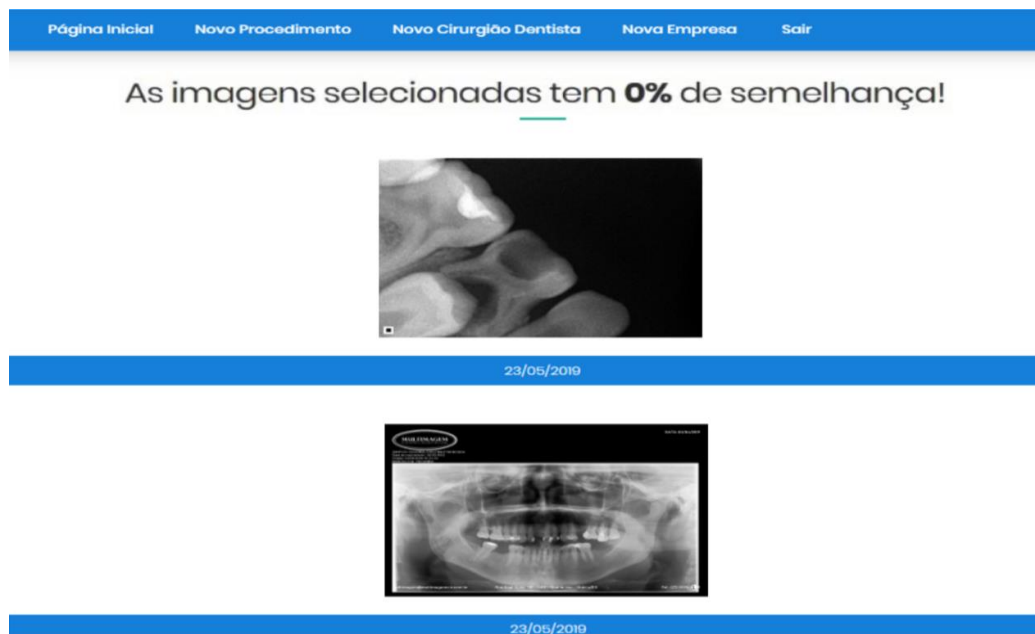 Página Inicial Novo Procedimento Novo Cirurgião Dentista Nova Empresa Sair
As imagens selecionadas tem 0% de semelhança!
23/05/2019
MULTIMAGEM
23/05/2019